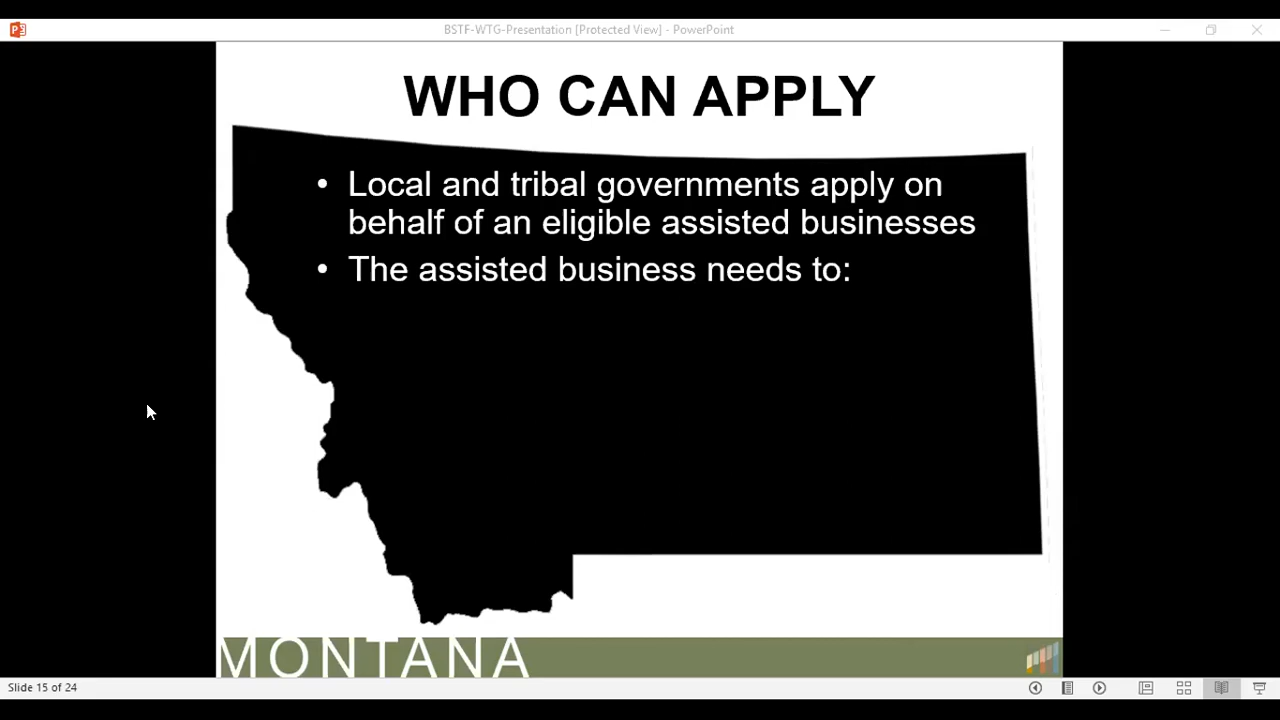 BSTF-WTG-Presentation [Protected View] - PowerPoint
WHO CAN APPLY
• Local and tribal governments apply on
behalf of an eligible assisted businesses
• The assisted business needs to:
MONTANA
Slide 15 of 24